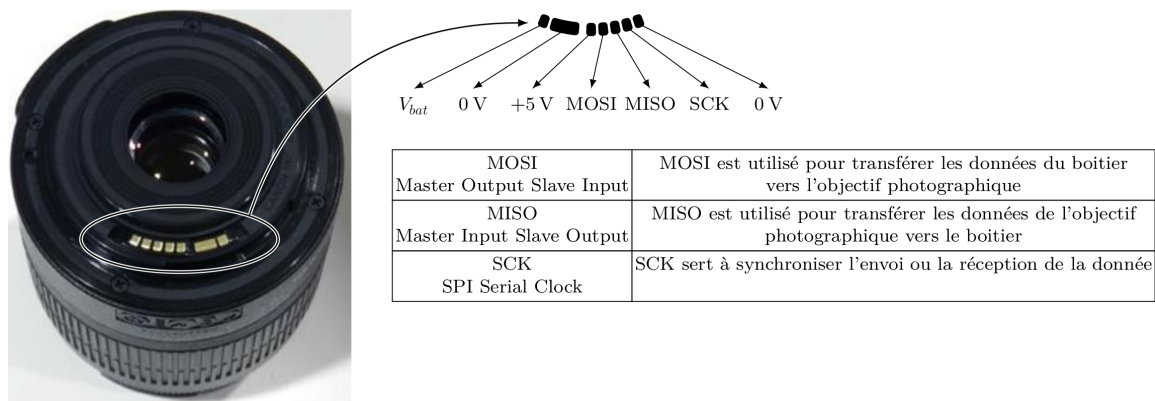 V_bat 0 V +5 V MOSI MISO SCK 0 V
MOSI
Master Output Slave Input
MOSI est utilisé pour transférer les données du boitier
vers l'objectif photographique
MISO
Master Input Slave Output
MISO est utilisé pour transférer les données de l'objectif
photographique vers le boitier
SCK
SPI Serial Clock
SCK sert à synchroniser l'envoi ou la réception de la donnée